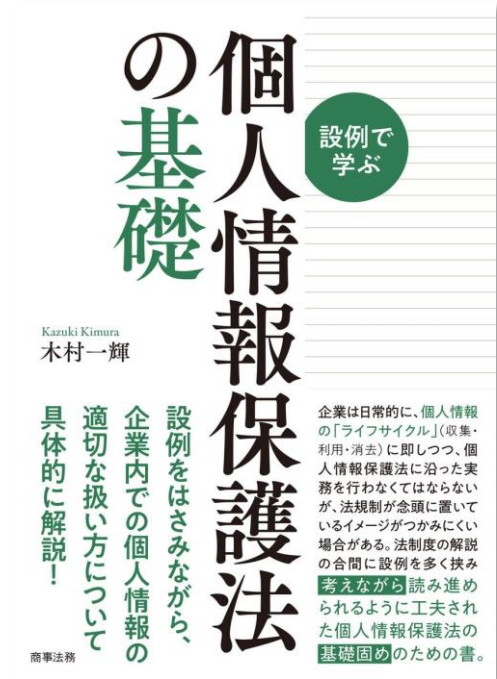 設例で
学ぶ
個人情報保護法
の基礎
Kazuki Kimura
木村一輝
設例をはさみながら、
企業内での個人情報の
適切な扱い方について
具体的に解説！
企業は日常的に、個人情報
の「ライフサイクル」（収集・
利用・消去）に即しつつ、個
人情報保護法に沿った実
務を行わなくてはならない
が、法規制が念頭に置いて
いるイメージがつかみにくい
場合がある。法制度の解説
の合間に設例を多く挟み
考えながら読み進め
られるように工夫され
た個人情報保護法の
基礎固めのための書。
商事法務